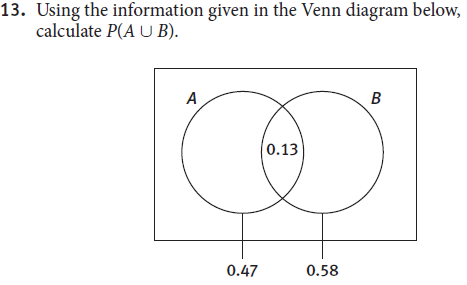 13. Using the information given in the Venn diagram below,
calculate P(A ∪ B).
A
B
0.13
0.47
0.58